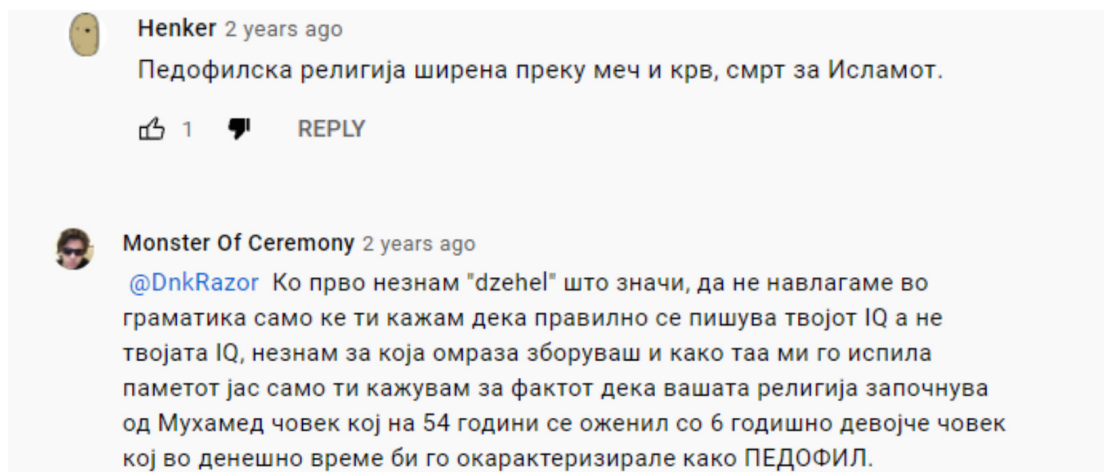 Henker 2 years ago
Педофилска религија ширена преку меч и крв, смрт за Исламот.
1 REPLY
Monster Of Ceremony 2 years ago
@DnkRazor Ко прво незнам "dzehel" што значи, да не навлагаме во
граматика само ке ти кажам дека правилно се пишува твојот IQ а не
твојата IQ, незнам за која омраза зборуваш и како таа ми го испила
паметот јас само ти кажувам за фактот дека вашата религија започнува
од Мухамед човек кој на 54 години се оженил со 6 годишно девојче човек
кој во денешно време би го окарактеризирале како ПЕДОФИЛ.